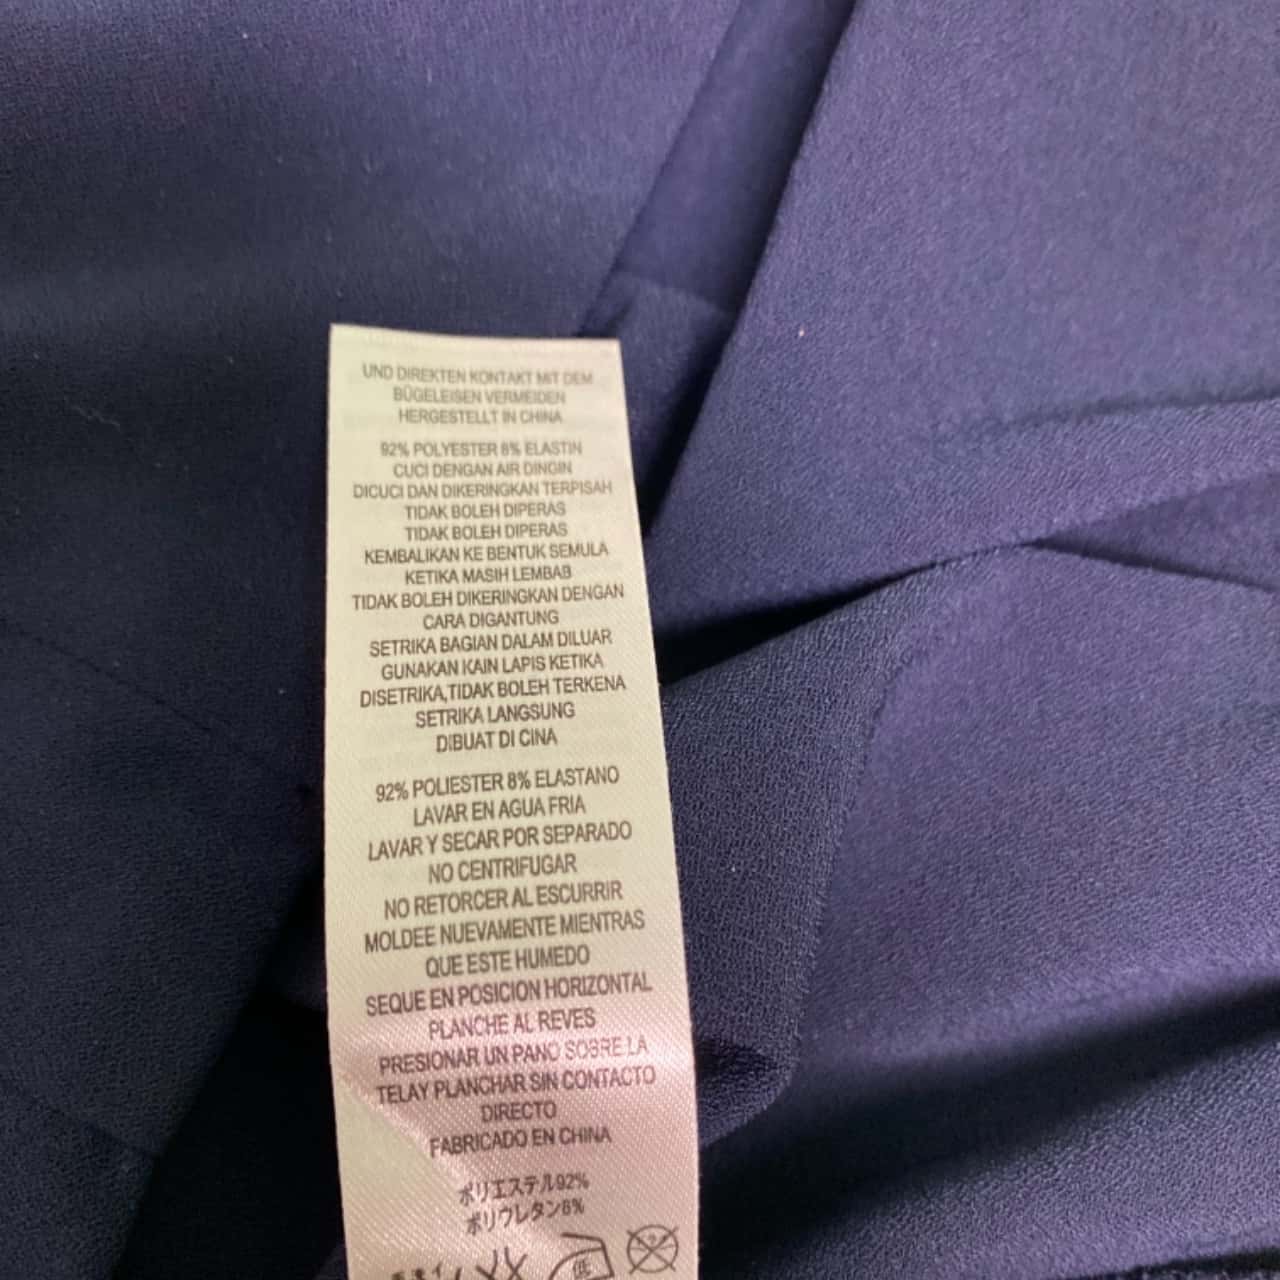 UND DIREKTEN KONTAKT MIT DEM
BÜGELEISEN VERMEIDEN
HERGESTELLT IN CHINA
92% POLYESTER 8% ELASTIN
CUCI DENGAN AIR DINGIN
DICUCI DAN DIKERINGKAN TERPISAH
TIDAK BOLEH DIPERAS
TIDAK BOLEH DIPERAS
KEMBALIKAN KE BENTUK SEMULA
KETIKA MASIH LEMBAB
TIDAK BOLEH DIKERINGKAN DENGAN
CARA DIGANTUNG
SETRIKA BAGIAN DALAM DILUAR
GUNAKAN KAIN LAPIS KETIKA
DISETRIKA,TIDAK BOLEH TERKENA
SETRIKA LANGSUNG
DIBUAT DI CINA
92% POLIESTER 8% ELASTANO
LAVAR EN AGUA FRIA
LAVAR Y SECAR POR SEPARADO
NO CENTRIFUGAR
NO RETORCER AL ESCURRIR
MOLDEE NUEVAMENTE MIENTRAS
QUE ESTE HUMEDO
SEQUE EN POSICION HORIZONTAL
PLANCHE AL REVES
PRESIONAR UN PANO SOBRE LA
TELAY PLANCHAR SIN CONTACTO
DIRECTO
FABRICADO EN CHINA
ポリエステル92%
ポリウレタン8%
低